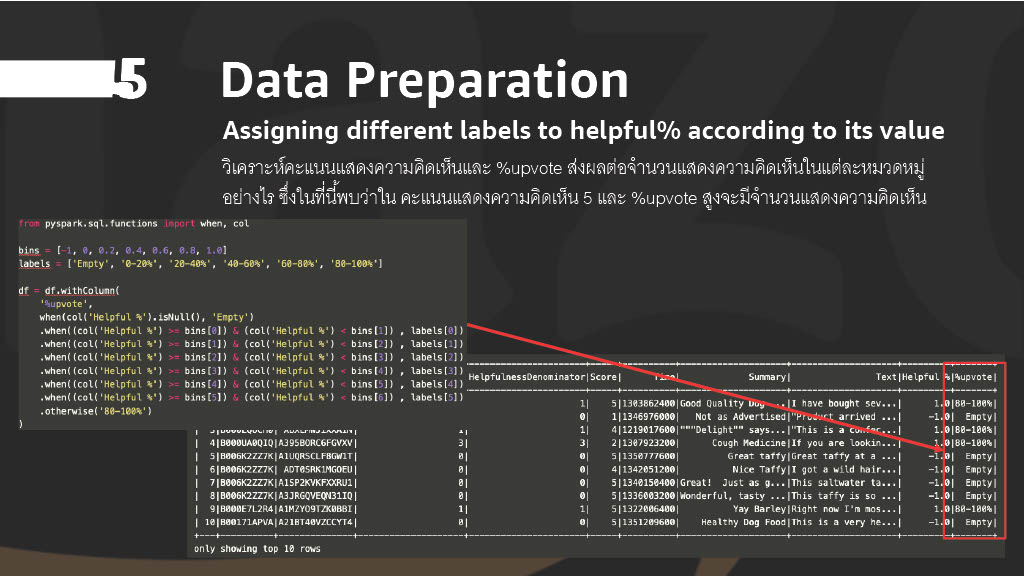 5
Data Preparation
Assigning different labels to helpful% according to its value
วิเคราะห์คะแนนแสดงความคิดเห็นและ %upvote ส่งผลต่อจำนวนแสดงความคิดเห็นในแต่ละหมวดหมู่
อย่างไร ซึ่งในที่นี้พบว่าใน คะแนนแสดงความคิดเห็น 5 และ %upvote สูงจะมีจำนวนแสดงความคิดเห็น
from pyspark.sql.functions import when, col
bins = [-1, 0, 0.2, 0.4, 0.6, 0.8, 1.0]
labels = ['Empty', '0-20%', '20-40%', '40-60%', '60-80%', '80-100%']
df = df.withColumn(
'%upvote',
when(col('Helpful %').isNull(), 'Empty')
.when((col('Helpful %') >= bins[0]) & (col('Helpful %') < bins[1]) , labels[0])
.when((col('Helpful %') >= bins[1]) & (col('Helpful %') < bins[2]) , labels[1])
.when((col('Helpful %') >= bins[2]) & (col('Helpful %') < bins[3]) , labels[2])
.when((col('Helpful %') >= bins[3]) & (col('Helpful %') < bins[4]) , labels[3])
.when((col('Helpful %') >= bins[4]) & (col('Helpful %') < bins[5]) , labels[4])
.when((col('Helpful %') >= bins[5]) & (col('Helpful %') < bins[6]) , labels[5])
.otherwise('80-100%')
)
HelpfulnessDenominator|Score| Time| Summary| Text|Helpful %|%upvote|
1| 5|1303862400|Good Quality Dog ...|I have bought sev...| 1.0|80-100%|
0| 1|1346976000| Not as Advertised|"Product arrived ...| -1.0| Empty|
1| 4|1219017600|"""Delight"" says...|"This is a confec...| 1.0|80-100%|
| 4|B000UA0QIQ|A395BORC6FGVXV| 3| 3| 2|1307923200| Cough Medicine|If you are lookin...| 1.0|80-100%|
| 5|B006K2ZZ7K|A1UQRSCLF8GW1T| 0| 0| 5|1350777600| Great taffy|Great taffy at a ...| -1.0| Empty|
| 6|B006K2ZZ7K| ADT0SRK1MGOEU| 0| 0| 4|1342051200| Nice Taffy|I got a wild hair...| -1.0| Empty|
| 7|B006K2ZZ7K|A1SP2KVKFXXRU1| 0| 0| 5|1340150400|Great! Just as g...|This saltwater ta...| -1.0| Empty|
| 8|B006K2ZZ7K|A3JRGQVEQN31IQ| 0| 0| 5|1336003200|Wonderful, tasty ...|This taffy is so ...| -1.0| Empty|
| 9|B000E7L2R4|A1MZYO9TZK0BBI| 1| 1| 5|1322006400| Yay Barley|Right now I'm mos...| 1.0|80-100%|
| 10|B00171APVA|A21BT40VZCCYT4| 0| 0| 5|1351209600| Healthy Dog Food|This is a very he...| -1.0| Empty|
only showing top 10 rows